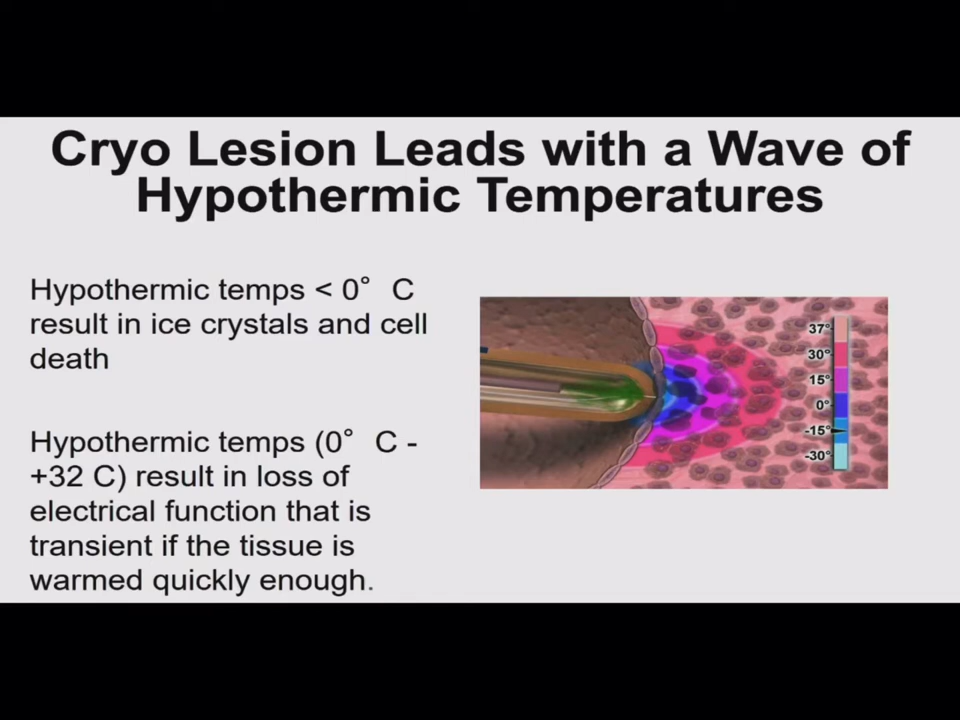 Cryo Lesion Leads with a Wave of
Hypothermic Temperatures
Hypothermic temps < 0° C
result in ice crystals and cell
death
Hypothermic temps (0° C -
+32 C) result in loss of
electrical function that is
transient if the tissue is
warmed quickly enough.
37°
30°
15°
0°
-15°
-30°